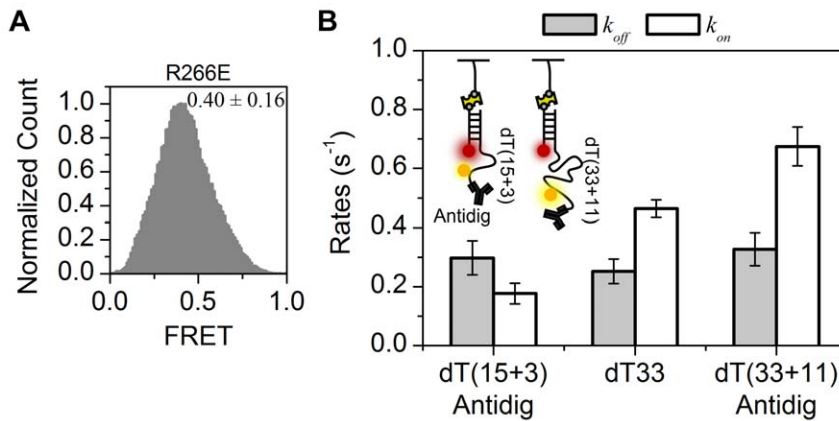 A
R266E
0.40 ± 0.16
Normalized Count
1.0
0.8
0.6
0.4
0.2
0.0
0.0 0.5 1.0
FRET
B
k_off k_on
Rates (s⁻¹)
1.0
0.8
0.6
0.4
0.2
0.0
dT(15+3)
Antidig
dT(33+11)
dT(15+3) dT33 dT(33+11)
Antidig Antidig